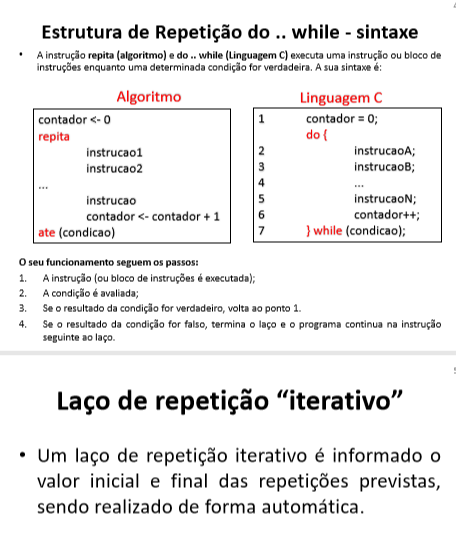 Estrutura de Repetição do .. while - sintaxe
• A instrução repita (algoritmo) e do .. while (Linguagem C) executa uma instrução ou bloco de
instruções enquanto uma determinada condição for verdadeira. A sua sintaxe é:
Algoritmo
contador <- 0
repita
instrucao1
instrucao2
...
instrucao
contador <- contador + 1
ate (condicao)
Linguagem C
1 contador = 0;
do {
2 instrucaoA;
3 instrucaoB;
4 ...
5 instrucaoN;
6 contador++;
7 } while (condicao);
O seu funcionamento seguem os passos:
1. A instrução (ou bloco de instruções é executada);
2. A condição é avaliada;
3. Se o resultado da condição for verdadeiro, volta ao ponto 1.
4. Se o resultado da condição for falso, termina o laço e o programa continua na instrução
seguinte ao laço.
Laço de repetição “iterativo”
• Um laço de repetição iterativo é informado o
valor inicial e final das repetições previstas,
sendo realizado de forma automática.